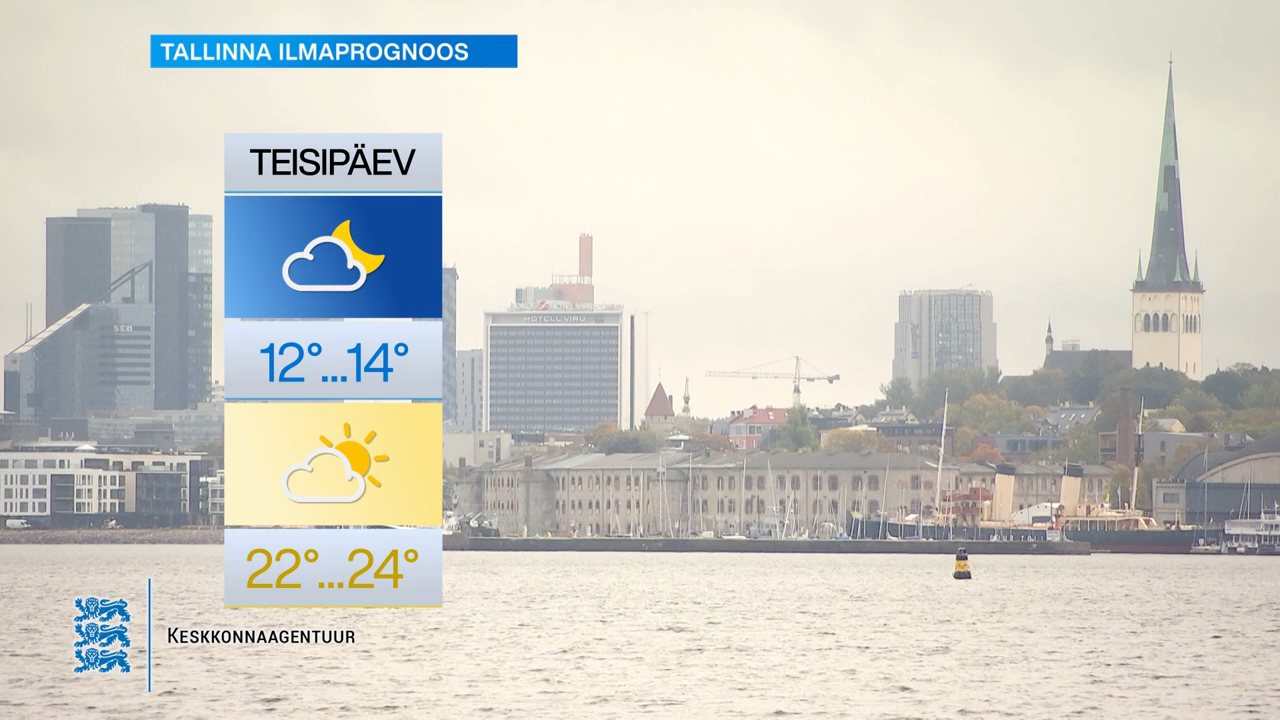 TALLINNA ILMAPROGNOOS
TEISIPÄEV
12°...14°
22°...24°
SEB
HOTELL VIRU
KESKKONNAAGENTUUR